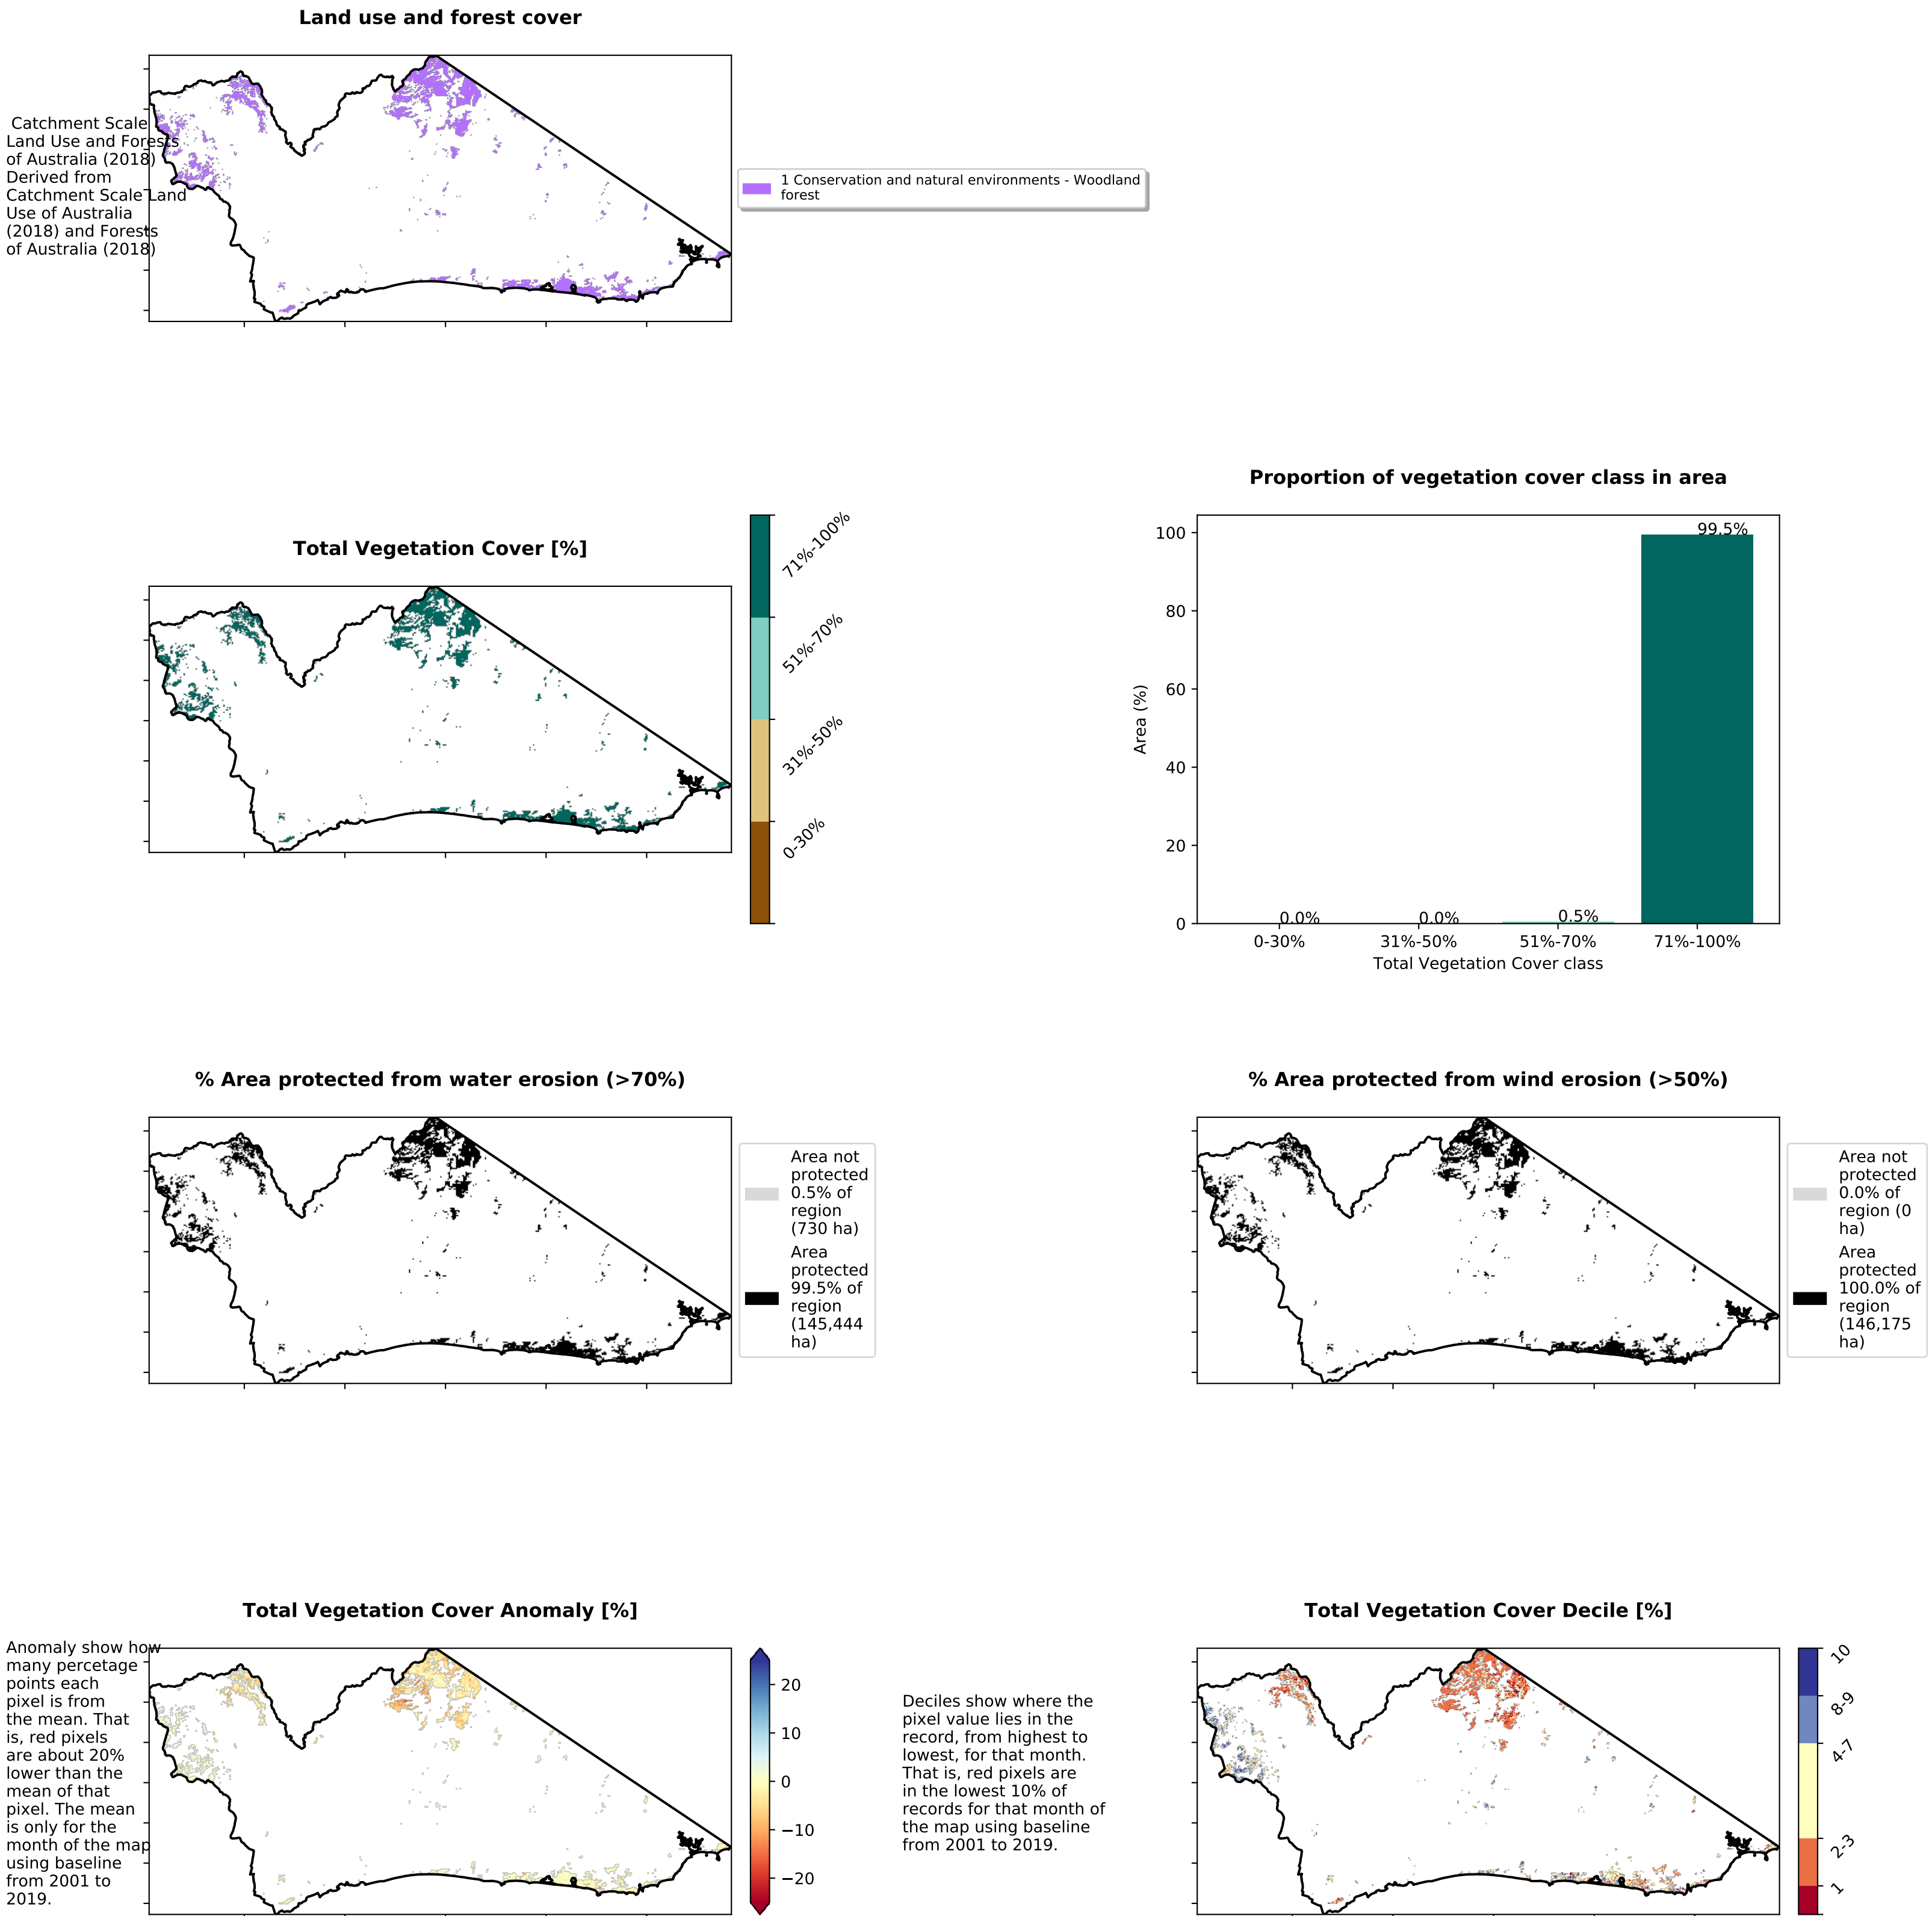 Land use and forest cover
Catchment Scale
Land Use and Forests
of Australia (2018)
Derived from
Catchment Scale Land
Use of Australia
(2018) and Forests
of Australia (2018)
1 Conservation and natural environments - Woodland
forest
Total Vegetation Cover [%]
71%-100%
51%-70%
31%-50%
0-30%
Proportion of vegetation cover class in area
Area (%)
100
80
60
40
20
0
0.0%
0.0%
0.5%
99.5%
0-30%
31%-50%
51%-70%
71%-100%
Total Vegetation Cover class
% Area protected from water erosion (>70%)
Area not
protected
0.5% of
region
(730 ha)
Area
protected
99.5% of
region
(145,444
ha)
% Area protected from wind erosion (>50%)
Area not
protected
0.0% of
region (0
ha)
Area
protected
100.0% of
region
(146,175
ha)
Total Vegetation Cover Anomaly [%]
Anomaly show how
many percetage
points each
pixel is from
the mean. That
is, red pixels
are about 20%
lower than the
mean of that
pixel. The mean
is only for the
month of the map
using baseline
from 2001 to
2019.
20
10
0
−10
−20
Total Vegetation Cover Decile [%]
Deciles show where the
pixel value lies in the
record, from highest to
lowest, for that month.
That is, red pixels are
in the lowest 10% of
records for that month of
the map using baseline
from 2001 to 2019.
10
8-9
4-7
2-3
1